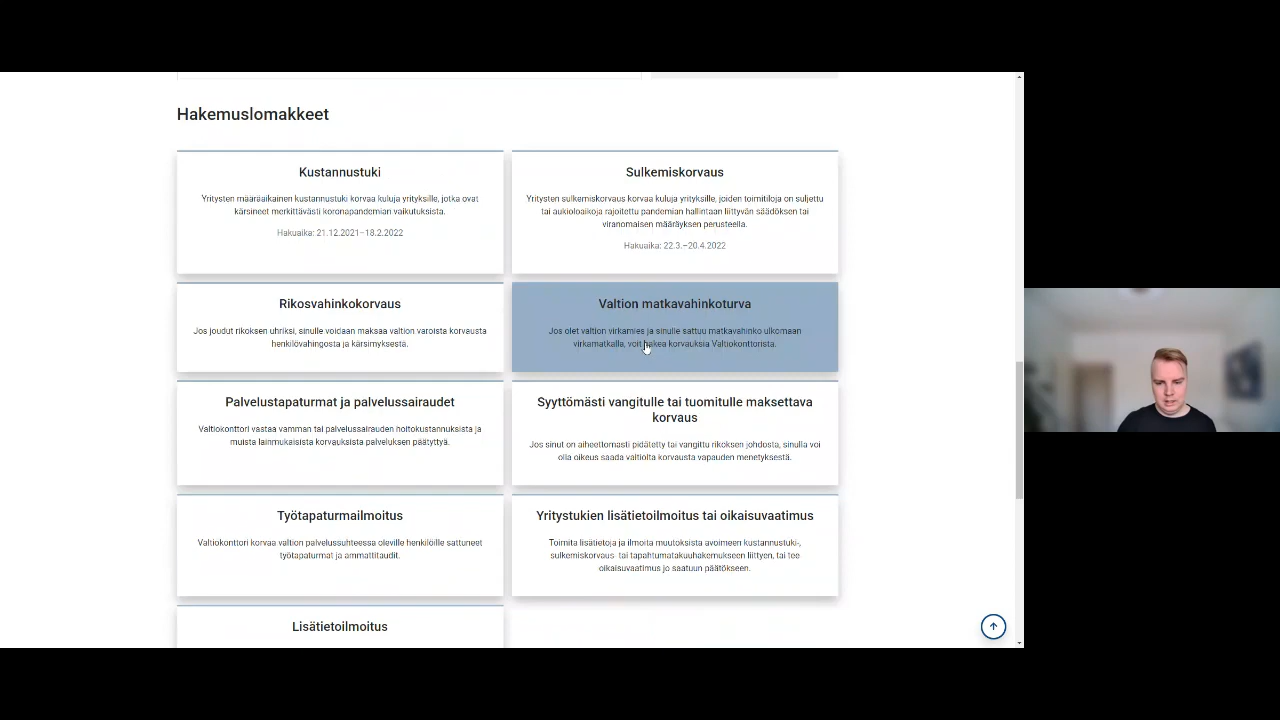 Hakemuslomakkeet
Kustannustuki
Yritysten määräaikainen kustannustuki korvaa kuluja yrityksille, jotka ovat
kärsineet merkittävästi koronapandemian vaikutuksista.
Hakuaika: 21.12.2021–18.2.2022
Sulkemiskorvaus
Yritysten sulkemiskorvaus korvaa kuluja yrityksille, joiden toimitiloja on suljettu
tai aukioloaikoja rajoitettu pandemian hallintaan liittyvän säädöksen tai
viranomaisen määräyksen perusteella.
Hakuaika: 22.3.–20.4.2022
Rikosvahinkokorvaus
Jos joudut rikoksen uhriksi, sinulle voidaan maksaa valtion varoista korvausta
henkilövahingosta ja kärsimyksestä.
Valtion matkavahinkoturva
Jos olet valtion virkamies ja sinulle sattuu matkavahinko ulkomaan
virkamatkalla, voit hakea korvauksia Valtiokonttorista.
Palvelustapaturmat ja palvelussairaudet
Valtiokonttori vastaa vamman tai palvelussairauden hoitokustannuksista ja
muista lainmukaisista korvauksista palveluksen päätyttyä.
Syyttömästi vangitulle tai tuomitulle maksettava
korvaus
Jos sinut on aiheettomasti pidätetty tai vangittu rikoksen johdosta, sinulla voi
olla oikeus saada valtiolta korvausta vapauden menetyksestä.
Työtapaturmailmoitus
Valtiokonttori korvaa valtion palvelussuhteessa oleville henkilöille sattuneet
työtapaturmat ja ammattitaudit.
Yritystukien lisätietoilmoitus tai oikaisuvaatimus
Toimita lisätietoja ja ilmoita muutoksista avoimeen kustannustuki-,
sulkemiskorvaus- tai tapahtumatakuuhakemukseen liittyen, tai tee
oikaisuvaatimus jo saatuun päätökseen.
Lisätietoilmoitus